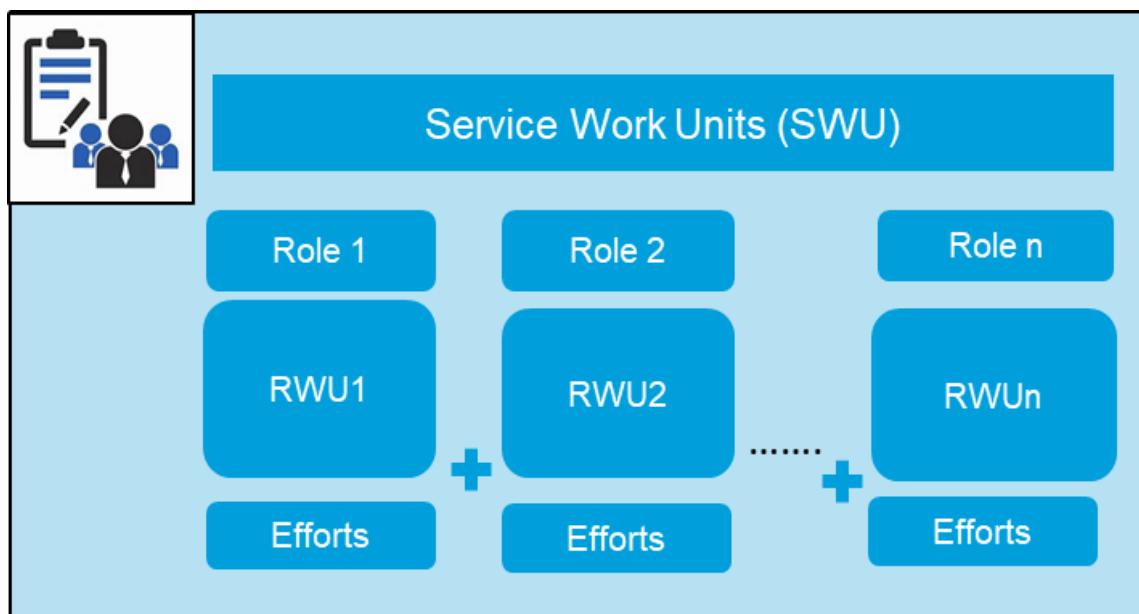 Service Work Units (SWU)
Role 1
Role 2
Role n
RWU1
RWU2
.......
RWUn
+
+
Efforts
Efforts
Efforts